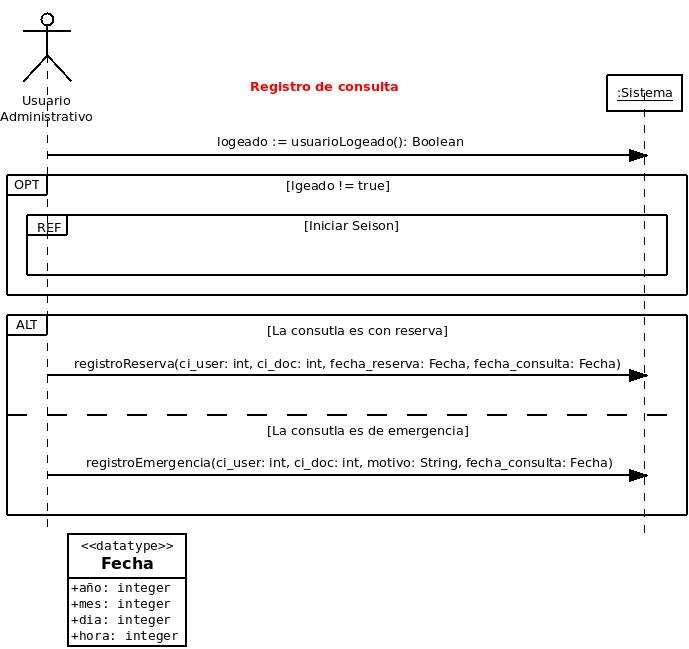 Usuario
Administrativo
Registro de consulta
:Sistema
logeado := usuarioLogeado(): Boolean
OPT
[lgeado != true]
REF
[Iniciar Seison]
ALT
[La consutla es con reserva]
registroReserva(ci_user: int, ci_doc: int, fecha_reserva: Fecha, fecha_consulta: Fecha)
[La consutla es de emergencia]
registroEmergencia(ci_user: int, ci_doc: int, motivo: String, fecha_consulta: Fecha)
<<datatype>>
Fecha
+año: integer
+mes: integer
+dia: integer
+hora: integer